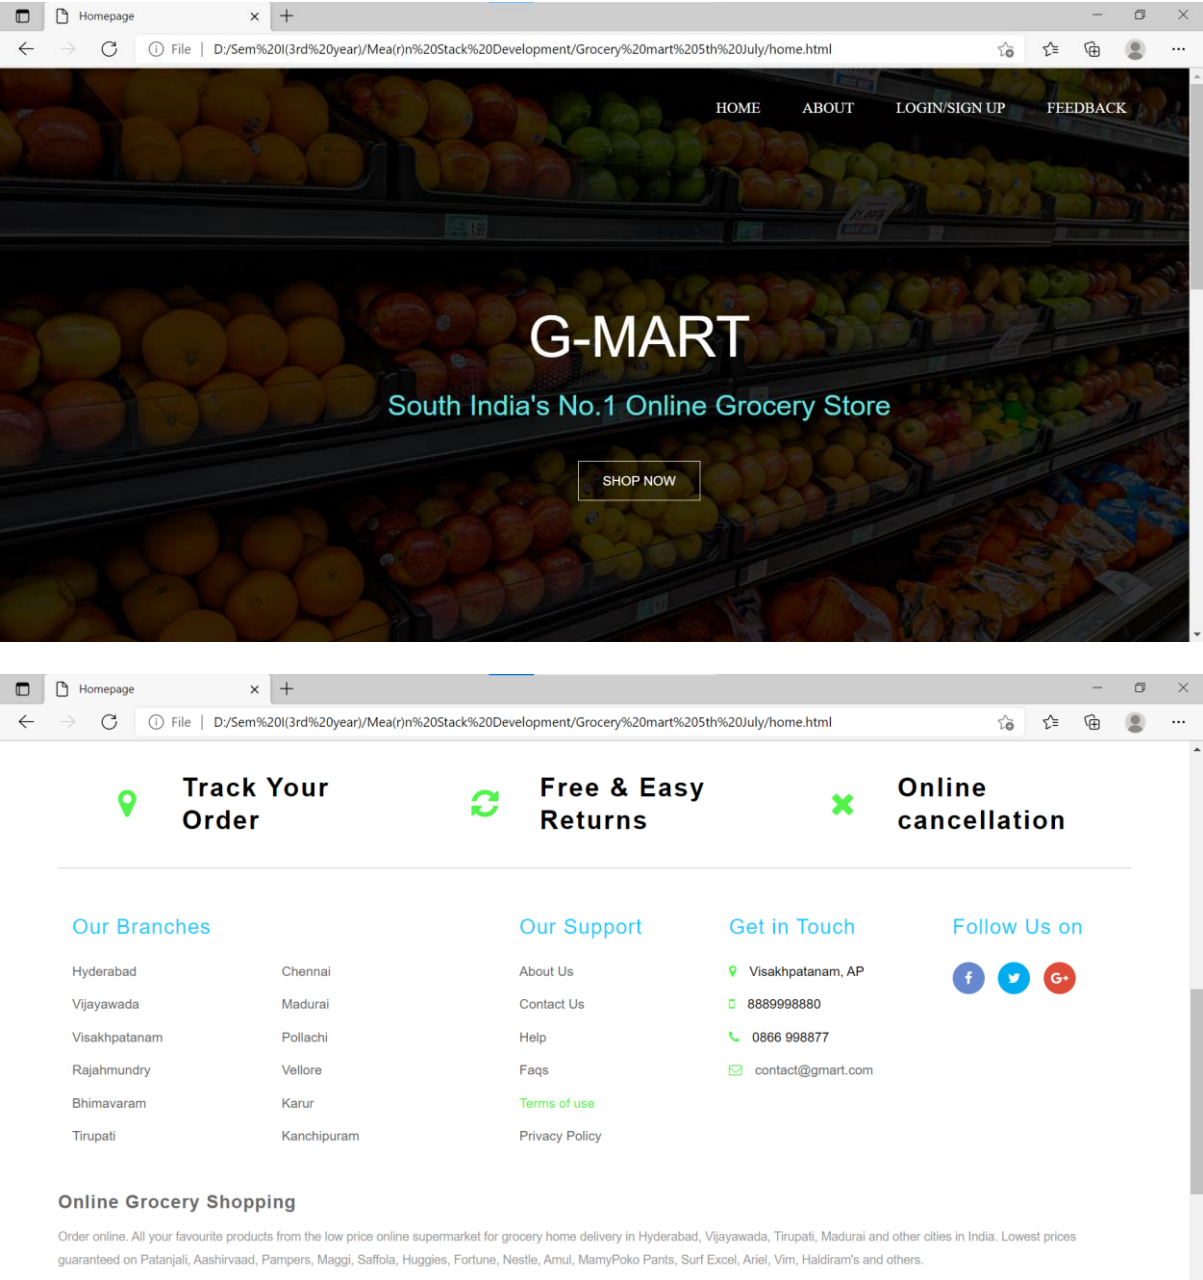 Homepage
File | D:/Sem%20I(3rd%20year)/Mea(r)n%20Stack%20Development/Grocery%20mart%205th%20July/home.html
HOME ABOUT LOGIN/SIGN UP FEEDBACK
1.99
G-MART
South India's No.1 Online Grocery Store
SHOP NOW
Homepage
File | D:/Sem%20I(3rd%20year)/Mea(r)n%20Stack%20Development/Grocery%20mart%205th%20July/home.html
Track Your
Order
Free & Easy
Returns
Online
cancellation
Our Branches
Hyderabad Chennai
Vijayawada Madurai
Visakhpatanam Pollachi
Rajahmundry Vellore
Bhimavaram Karur
Tirupati Kanchipuram
Our Support
About Us
Contact Us
Help
Faqs
Terms of use
Privacy Policy
Get in Touch
Visakhpatanam, AP
8889998880
0866 998877
contact@gmart.com
Follow Us on
f
G+
Online Grocery Shopping
Order online. All your favourite products from the low price online supermarket for grocery home delivery in Hyderabad, Vijayawada, Tirupati, Madurai and other cities in India. Lowest prices
guaranteed on Patanjali, Aashirvaad, Pampers, Maggi, Saffola, Huggies, Fortune, Nestle, Amul, MamyPoko Pants, Surf Excel, Ariel, Vim, Haldiram's and others.